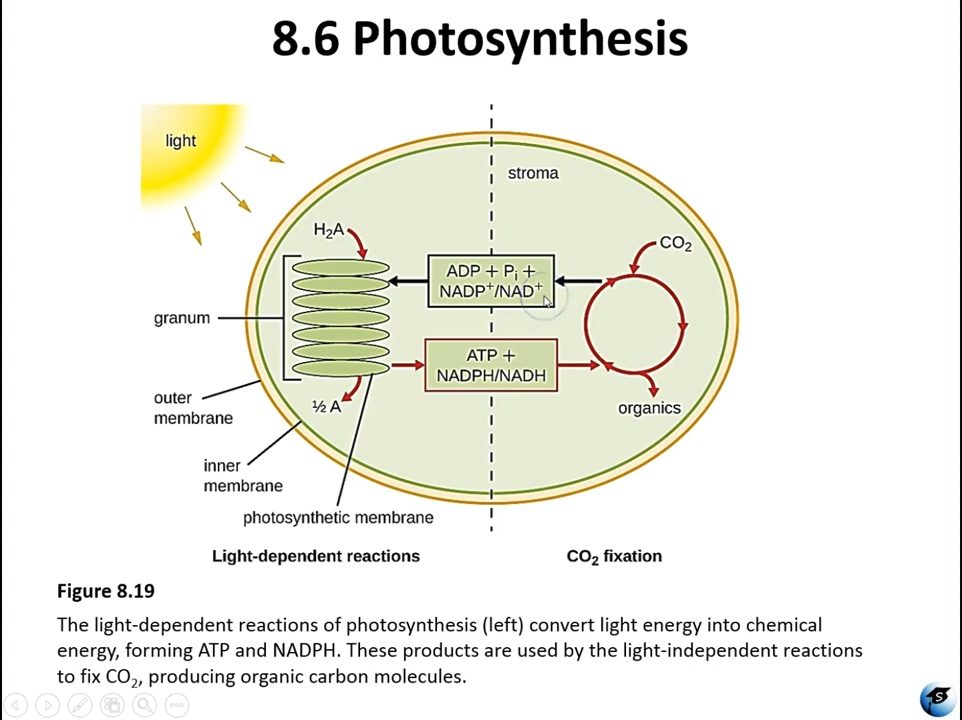 8.6 Photosynthesis
light
stroma
H₂A
CO₂
ADP + Pᵢ +
NADP⁺/NAD⁺
granum
ATP +
NADPH/NADH
½ A
organics
outer
membrane
inner
membrane
photosynthetic membrane
Light-dependent reactions
CO₂ fixation
Figure 8.19
The light-dependent reactions of photosynthesis (left) convert light energy into chemical
energy, forming ATP and NADPH. These products are used by the light-independent reactions
to fix CO₂, producing organic carbon molecules.
S